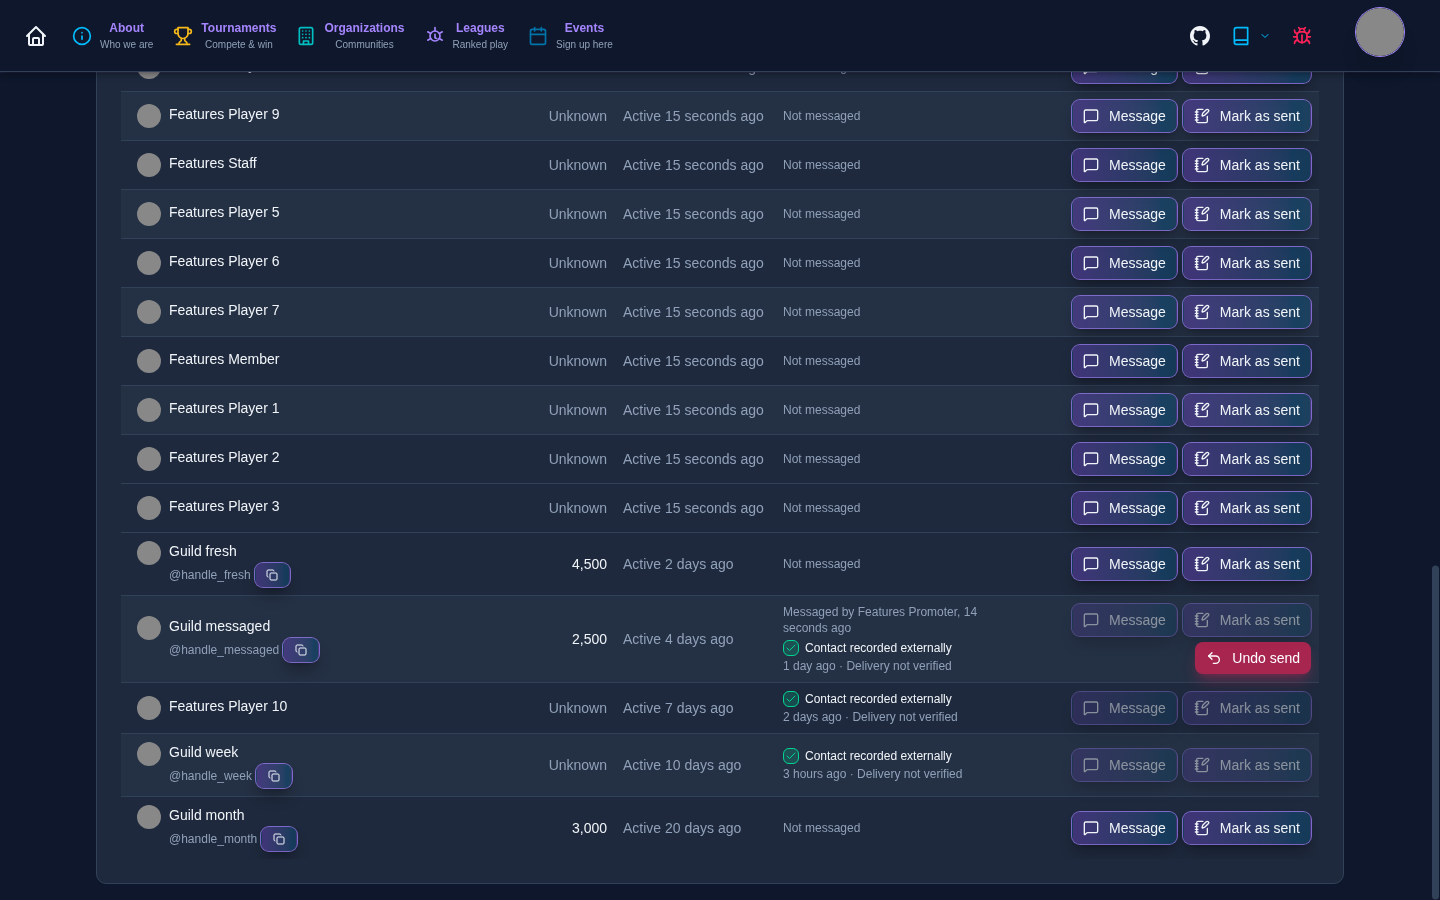 About
Who we are
Tournaments
Compete & win
Organizations
Communities
Leagues
Ranked play
Events
Sign up here
Features Player 9 Unknown Active 15 seconds ago Not messaged Message Mark as sent
Features Staff Unknown Active 15 seconds ago Not messaged Message Mark as sent
Features Player 5 Unknown Active 15 seconds ago Not messaged Message Mark as sent
Features Player 6 Unknown Active 15 seconds ago Not messaged Message Mark as sent
Features Player 7 Unknown Active 15 seconds ago Not messaged Message Mark as sent
Features Member Unknown Active 15 seconds ago Not messaged Message Mark as sent
Features Player 1 Unknown Active 15 seconds ago Not messaged Message Mark as sent
Features Player 2 Unknown Active 15 seconds ago Not messaged Message Mark as sent
Features Player 3 Unknown Active 15 seconds ago Not messaged Message Mark as sent
Guild fresh
@handle_fresh
4,500 Active 2 days ago Not messaged Message Mark as sent
Guild messaged
@handle_messaged
2,500 Active 4 days ago
Messaged by Features Promoter, 14
seconds ago
Contact recorded externally
1 day ago · Delivery not verified
Message Mark as sent
Undo send
Features Player 10 Unknown Active 7 days ago
Contact recorded externally
2 days ago · Delivery not verified
Message Mark as sent
Guild week
@handle_week
Unknown Active 10 days ago
Contact recorded externally
3 hours ago · Delivery not verified
Message Mark as sent
Guild month
@handle_month
3,000 Active 20 days ago Not messaged Message Mark as sent